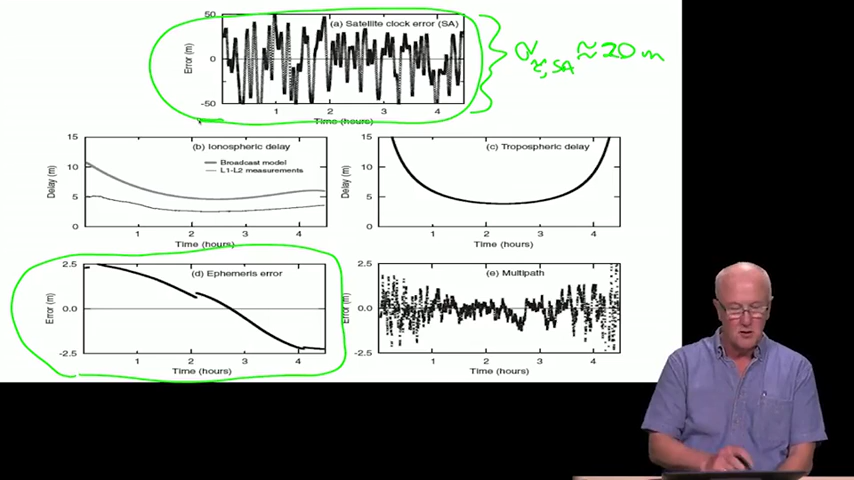 50
(a) Satellite clock error (SA)
Error (m)
0
-50
1
2
3
4
Time (hours)
≈ 20 m
15
(b) Ionospheric delay
Broadcast model
L1-L2 measurements
10
Delay (m)
5
0
1
2
3
4
Time (hours)
15
(c) Tropospheric delay
10
Delay (m)
5
0
1
2
3
4
Time (hours)
2.5
(d) Ephemeris error
Error (m)
0.0
-2.5
1
2
3
4
Time (hours)
2.5
(e) Multipath
Error (m)
0.0
-2.5
1
2
3
4
Time (hours)